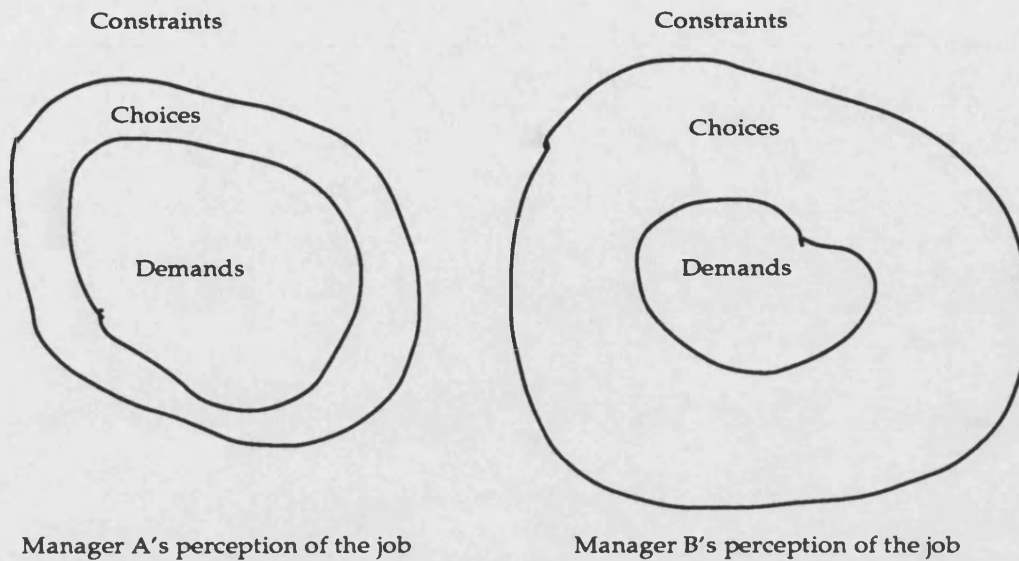 Constraints
Choices
Demands
Manager A's perception of the job
Constraints
Choices
Demands
Manager B's perception of the job